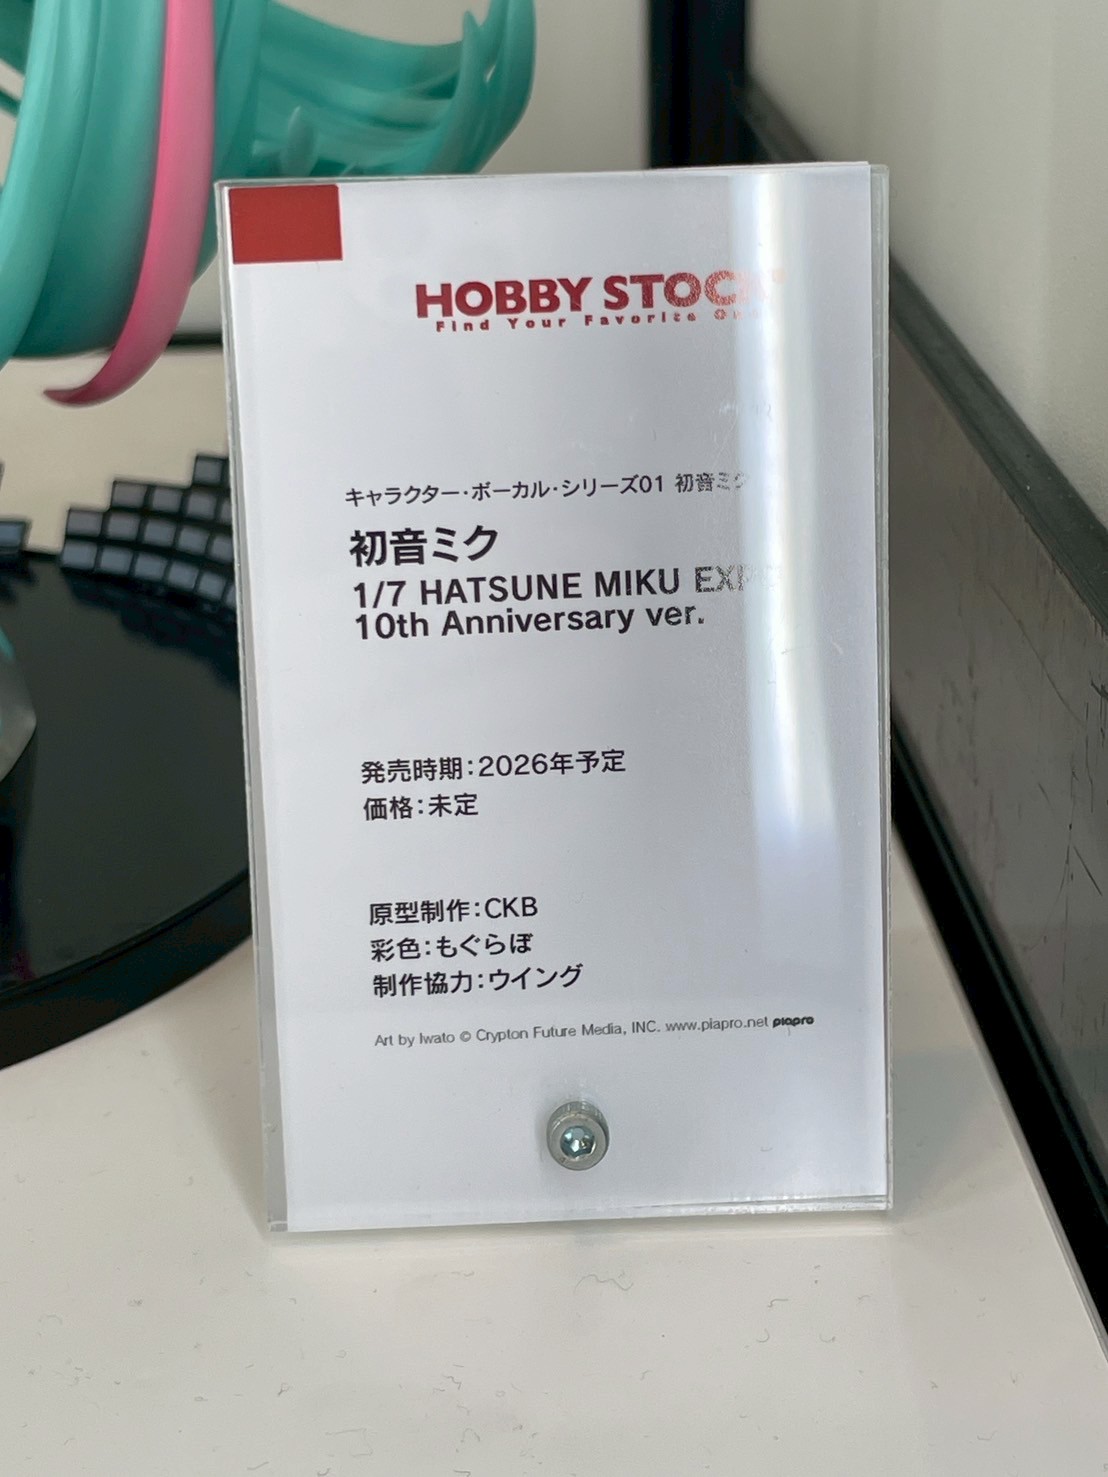 HOBBY STOCK
Find Your Favorite
キャラクター・ボーカル・シリーズ01 初音ミク
初音ミク
1/7 HATSUNE MIKU EXPO
10th Anniversary ver.
発売時期:2026年予定
価格:未定
原型制作:CKB
彩色:もぐらぼ
制作協力:ウイング
Art by Iwato © Crypton Future Media, INC. www.piapro.net piapro